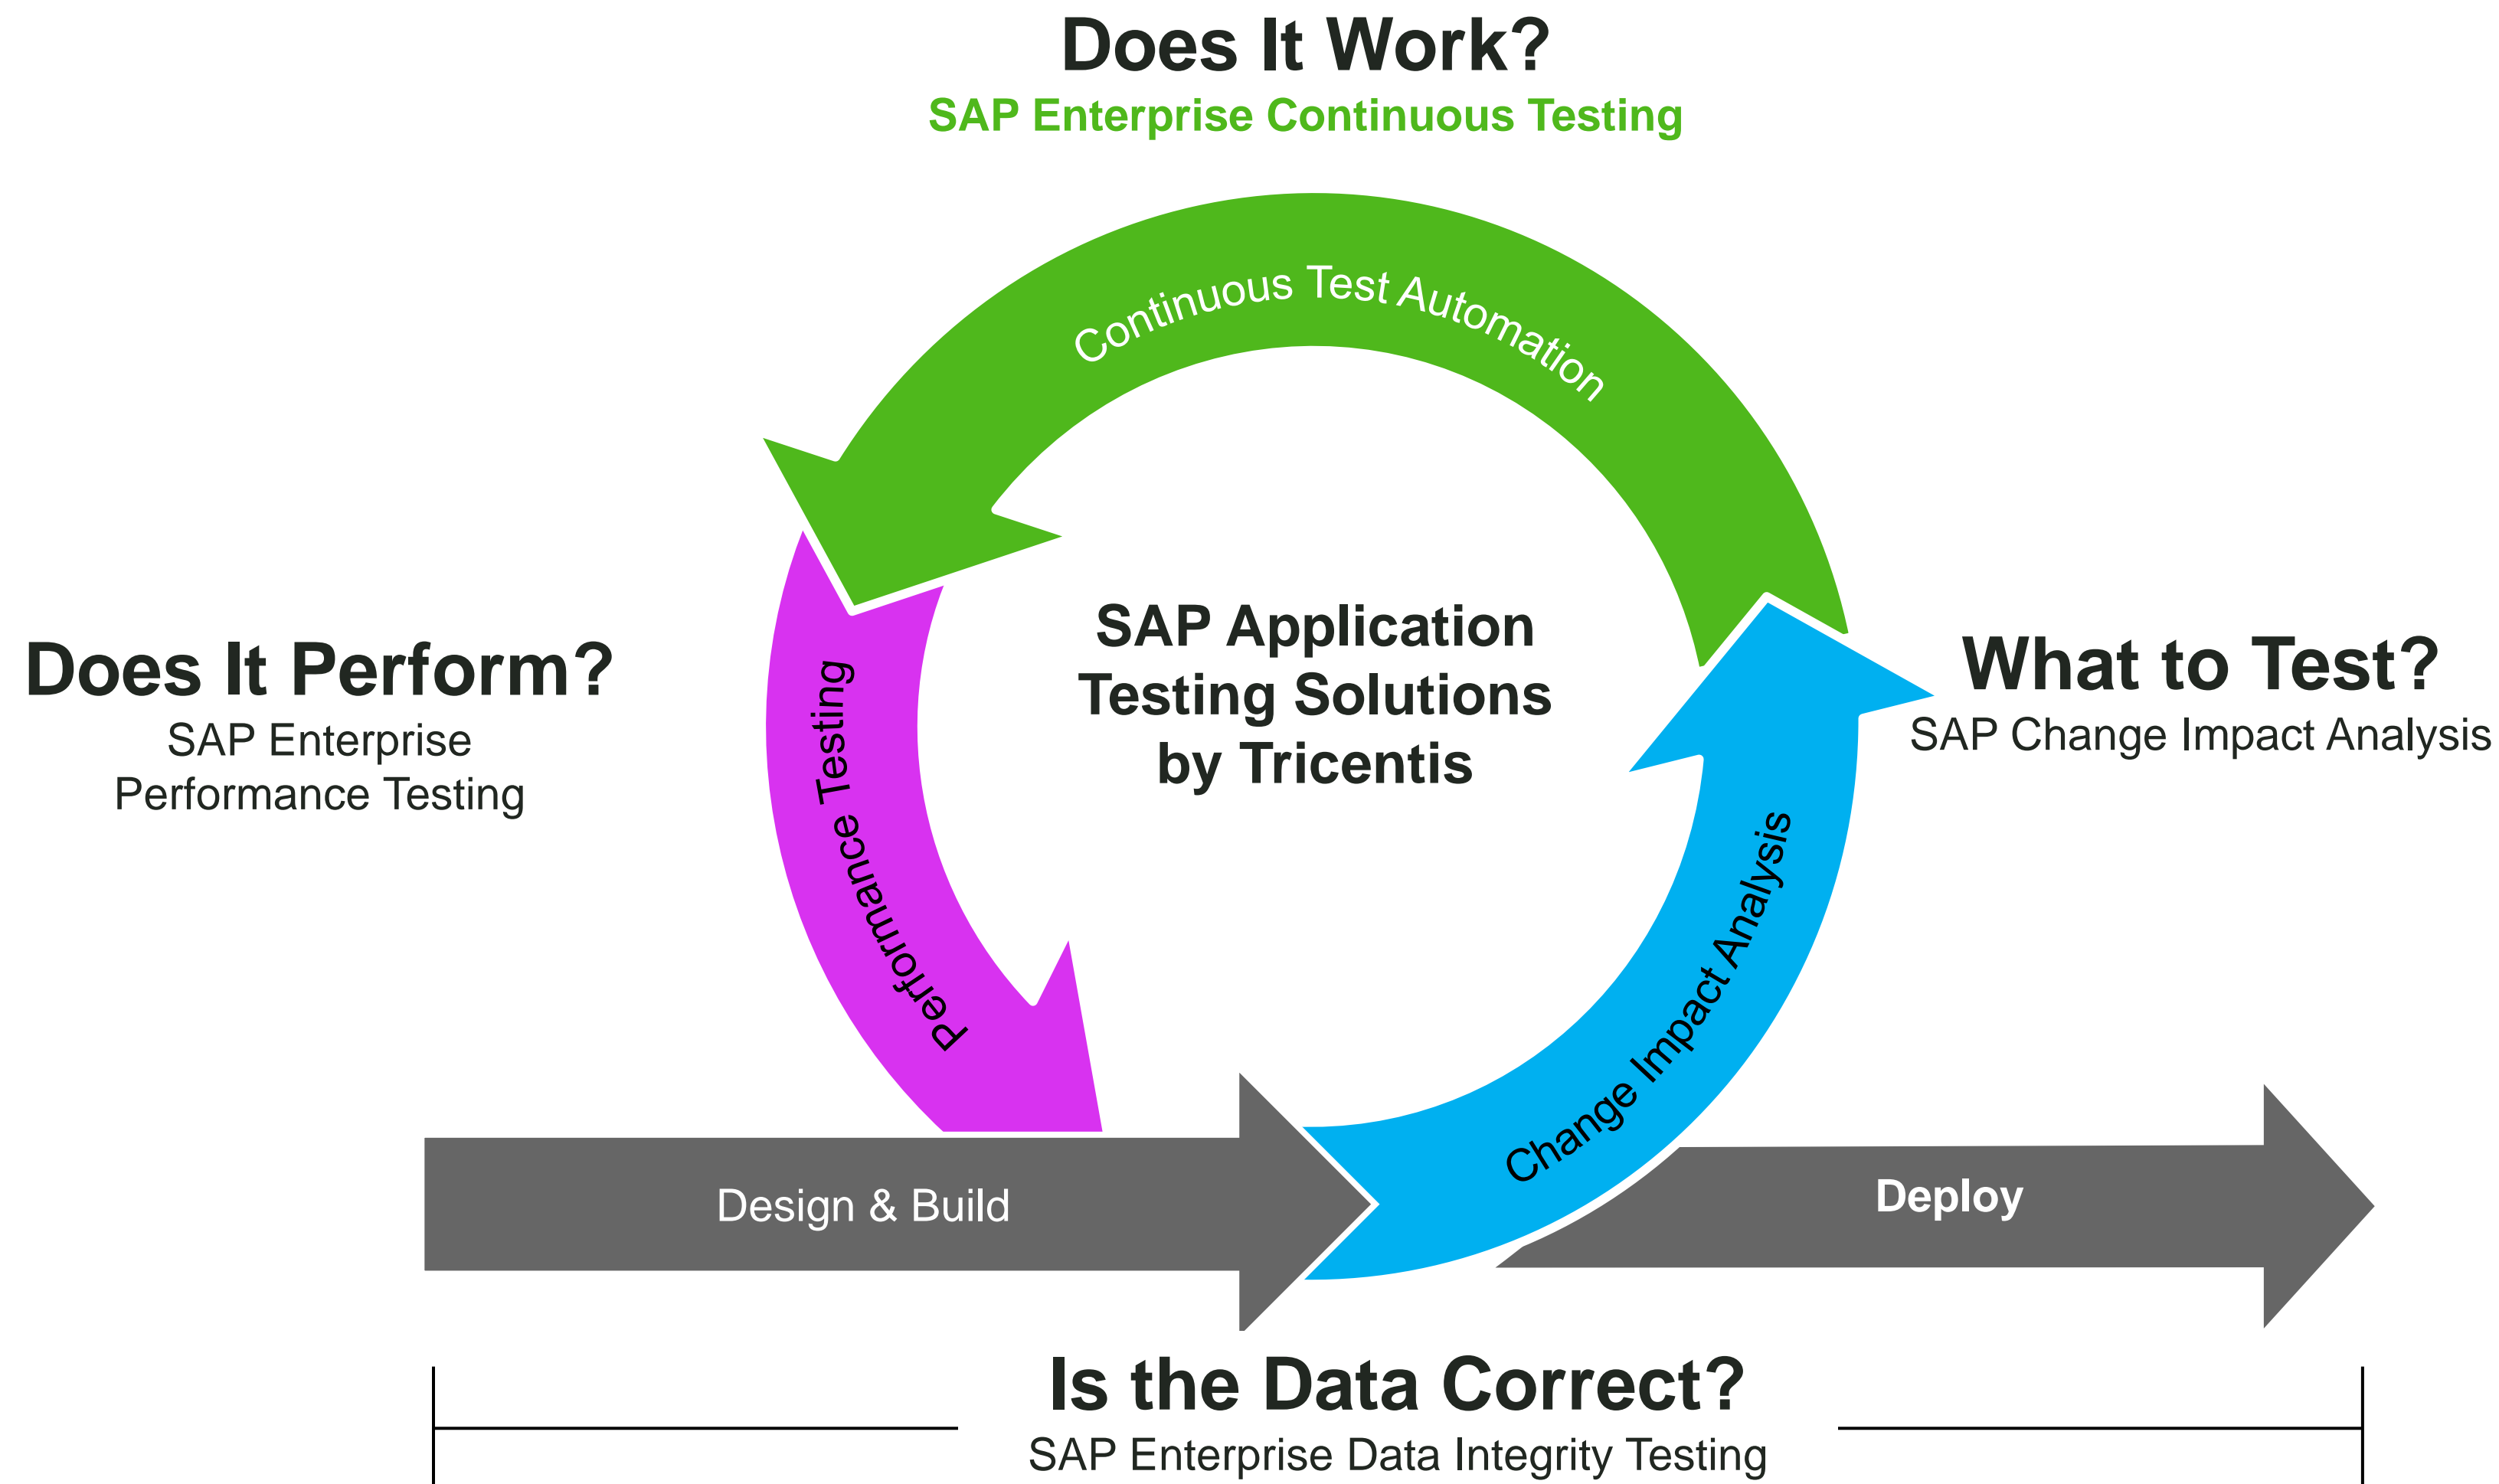 Does It Work?
SAP Enterprise Continuous Testing
Continuous Test Automation
SAP Application
Testing Solutions
by Tricentis
Does It Perform?
SAP Enterprise
Performance Testing
Performance Testing
What to Test?
SAP Change Impact Analysis
Change Impact Analysis
Design & Build
Deploy
Is the Data Correct?
SAP Enterprise Data Integrity Testing